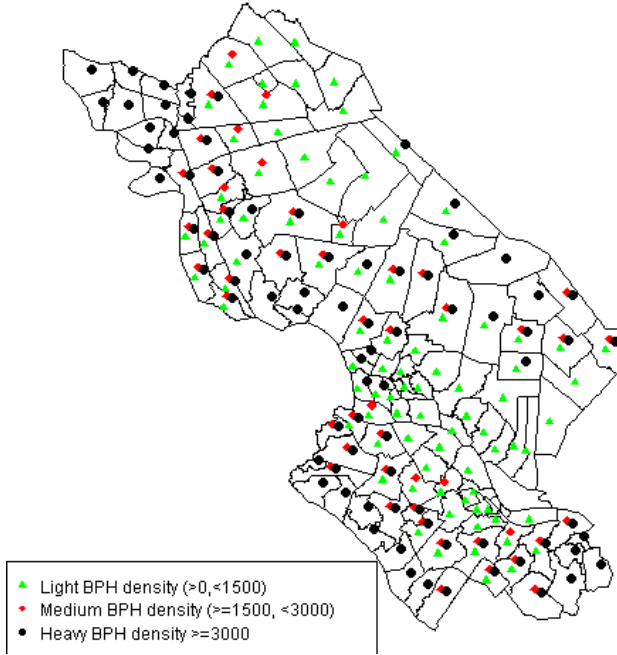 Light BPH density (>0,<1500)
Medium BPH density (>=1500, <3000)
Heavy BPH density >=3000